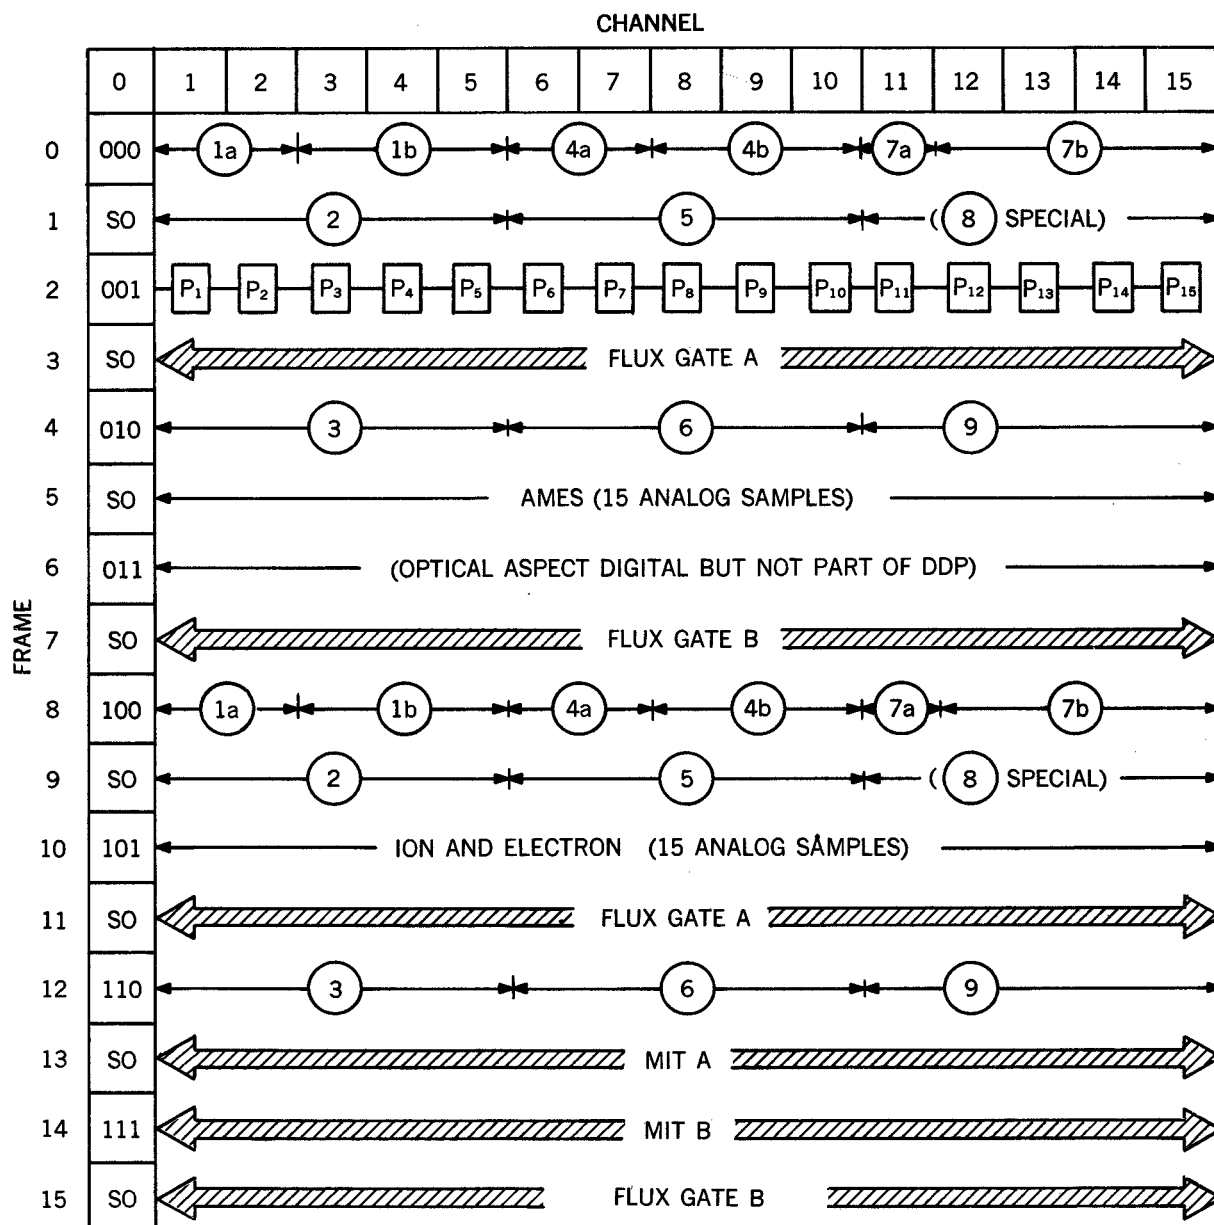 CHANNEL
0 1 2 3 4 5 6 7 8 9 10 11 12 13 14 15
0 000 1a 1b 4a 4b 7a 7b
1 SO 2 5 ( 8 SPECIAL)
2 001 P1 P2 P3 P4 P5 P6 P7 P8 P9 P10 P11 P12 P13 P14 P15
3 SO FLUX GATE A
4 010 3 6 9
5 SO AMES (15 ANALOG SAMPLES)
6 011 (OPTICAL ASPECT DIGITAL BUT NOT PART OF DDP)
FRAME
7 SO FLUX GATE B
8 100 1a 1b 4a 4b 7a 7b
9 SO 2 5 ( 8 SPECIAL)
10 101 ION AND ELECTRON (15 ANALOG SAMPLES)
11 SO FLUX GATE A
12 110 3 6 9
13 SO MIT A
14 111 MIT B
15 SO FLUX GATE B